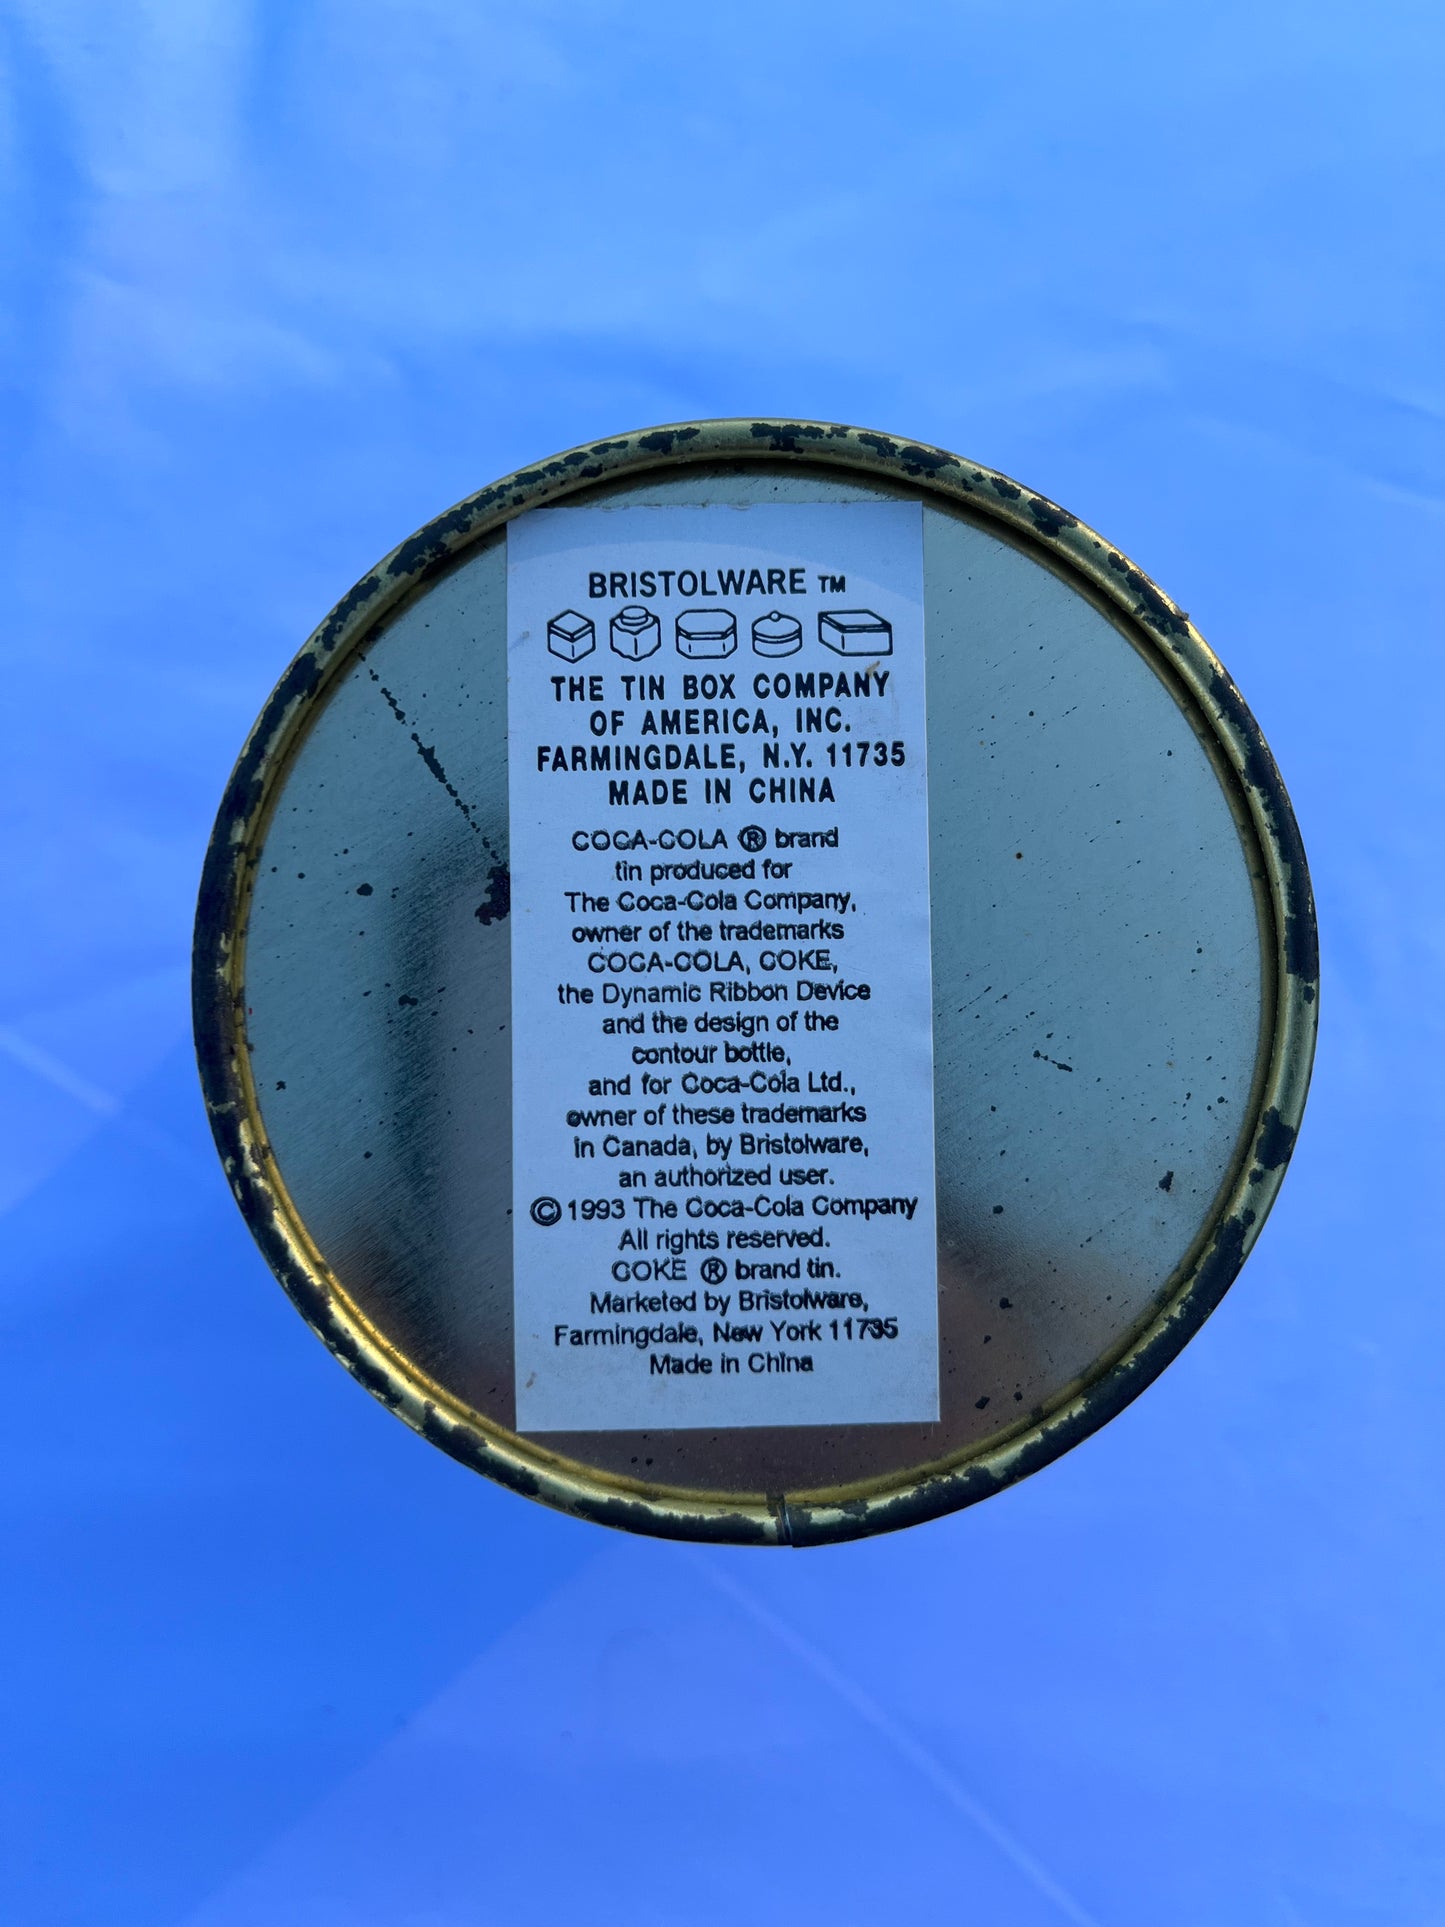 BRISTOLWARE TM
THE TIN BOX COMPANY
OF AMERICA, INC.
FARMINGDALE, N.Y. 11735
MADE IN CHINA
COCA-COLA ® brand
tin produced for
The Coca-Cola Company,
owner of the trademarks
COCA-COLA, COKE,
the Dynamic Ribbon Device
and the design of the
contour bottle,
and for Coca-Cola Ltd.,
owner of these trademarks
in Canada, by Bristolware,
an authorized user.
© 1993 The Coca-Cola Company
All rights reserved.
COKE ® brand tin.
Marketed by Bristolware,
Farmingdale, New York 11735
Made in China